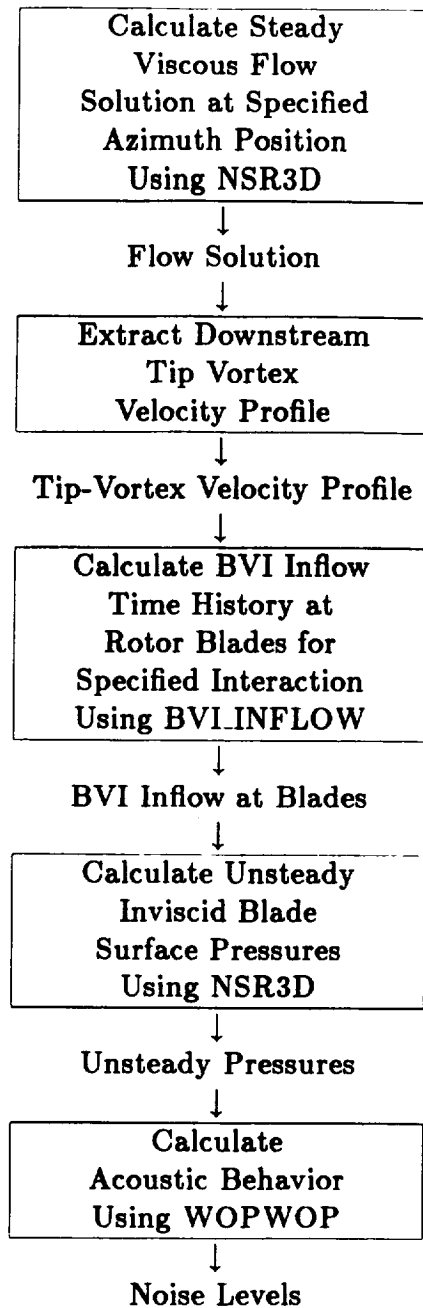 Calculate Steady
Viscous Flow
Solution at Specified
Azimuth Position
Using NSR3D
Flow Solution
Extract Downstream
Tip Vortex
Velocity Profile
Tip-Vortex Velocity Profile
Calculate BVI Inflow
Time History at
Rotor Blades for
Specified Interaction
Using BVI_INFLOW
BVI Inflow at Blades
Calculate Unsteady
Inviscid Blade
Surface Pressures
Using NSR3D
Unsteady Pressures
Calculate
Acoustic Behavior
Using WOPWOP
Noise Levels